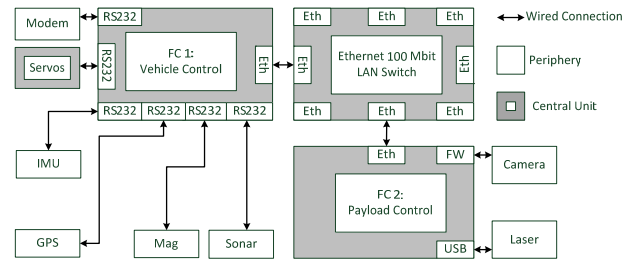 Modem
RS232
Eth
Eth
Eth
Wired Connection
Servos
RS232
FC 1:
Vehicle Control
Eth
Eth
Ethernet 100 Mbit
LAN Switch
Eth
Periphery
RS232
RS232
RS232
RS232
Eth
Eth
Eth
Central Unit
IMU
Eth
FW
Camera
FC 2:
Payload Control
GPS
Mag
Sonar
USB
Laser